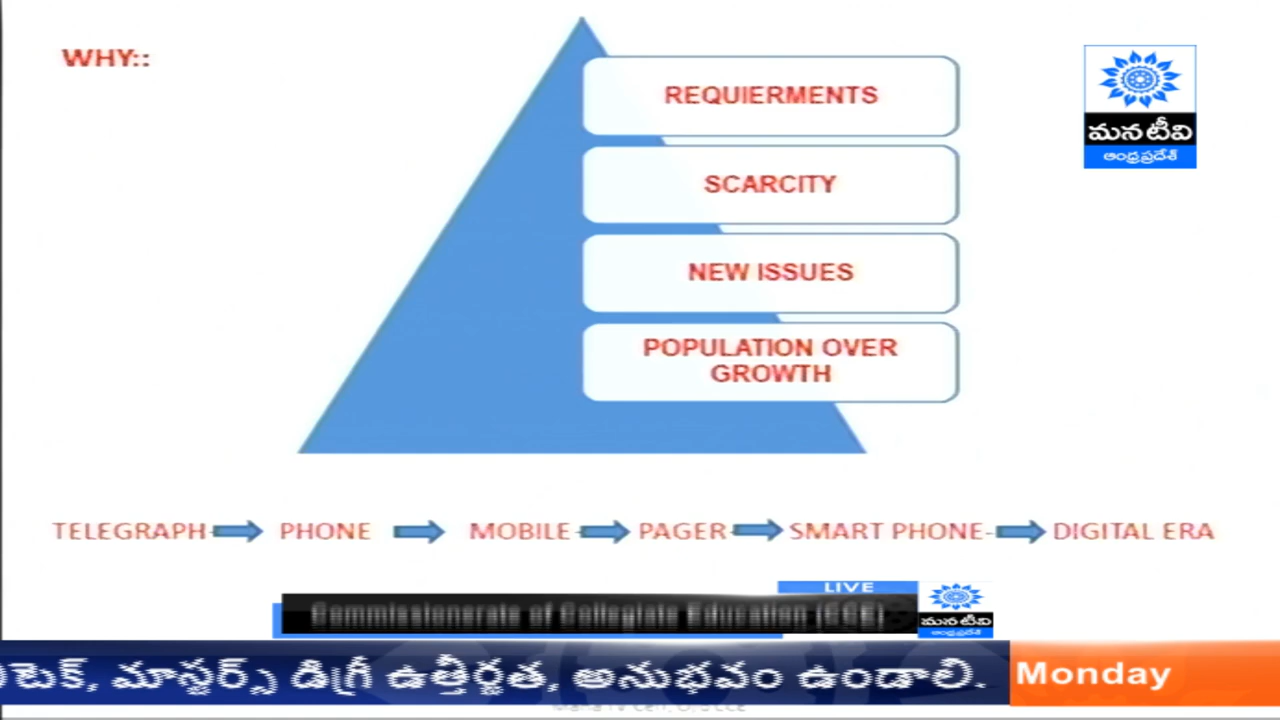 WHY::
REQUIERMENTS
SCARCITY
NEW ISSUES
POPULATION OVER
GROWTH
మన టీవి
ఆంధ్రప్రదేశ్
TELEGRAPH PHONE MOBILE PAGER SMART PHONE- DIGITAL ERA
LIVE
Commissionerate of Collegiate Education (CCE)
మన టీవి
ఆంధ్రప్రదేశ్
మాస్టర్స్ డిగ్రీ ఉత్తీర్ణత, అనుభవం ఉండాలి.
Monday